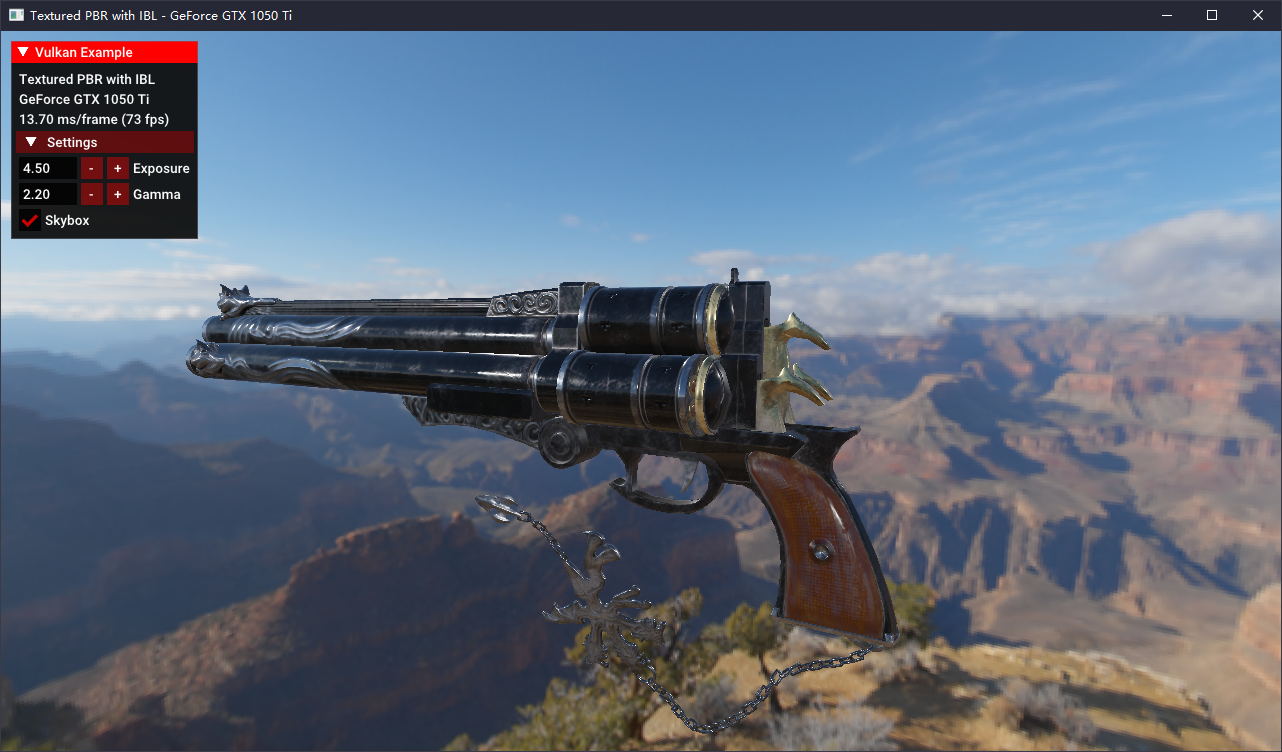 Textured PBR with IBL - GeForce GTX 1050 Ti
Vulkan Example
Textured PBR with IBL
GeForce GTX 1050 Ti
13.70 ms/frame (73 fps)
Settings
4.50 - + Exposure
2.20 - + Gamma
Skybox